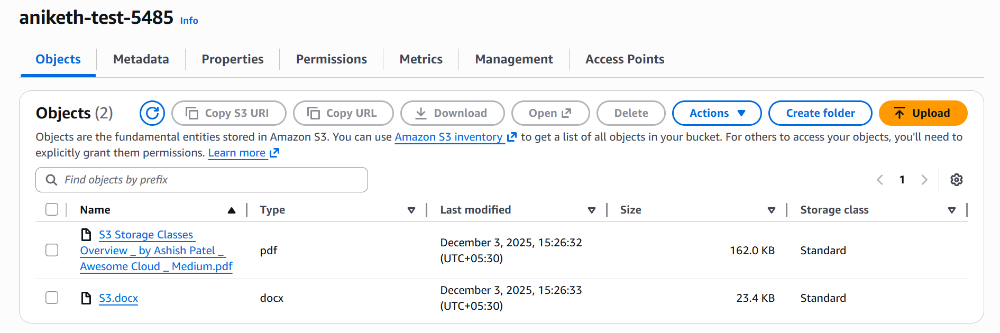 aniketh-test-5485 Info
Objects Metadata Properties Permissions Metrics Management Access Points
Objects (2) Copy S3 URI Copy URL Download Open Delete Actions Create folder Upload
Objects are the fundamental entities stored in Amazon S3. You can use Amazon S3 inventory to get a list of all objects in your bucket. For others to access your objects, you'll need to
explicitly grant them permissions. Learn more
Find objects by prefix 1
Name Type Last modified Size Storage class
S3 Storage Classes
Overview _ by Ashish Patel _
Awesome Cloud _ Medium.pdf
pdf
December 3, 2025, 15:26:32
(UTC+05:30)
162.0 KB
Standard
S3.docx
docx
December 3, 2025, 15:26:33
(UTC+05:30)
23.4 KB
Standard